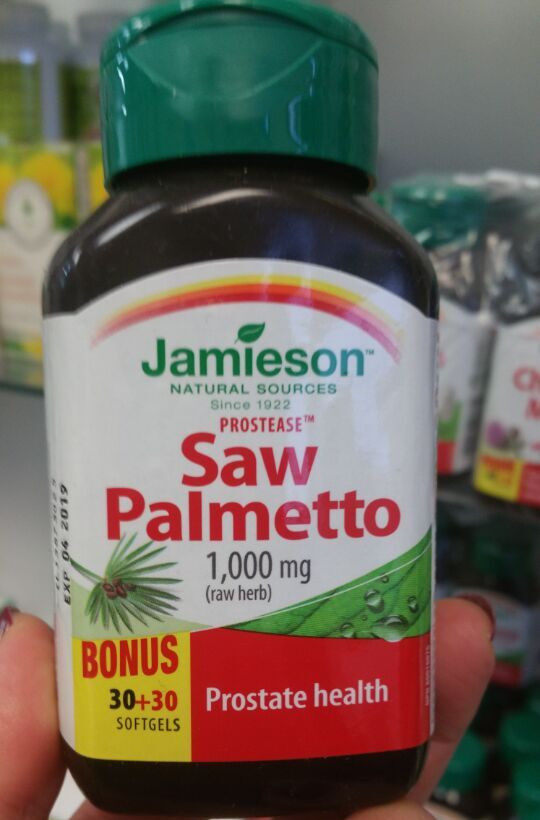 Jamieson™
NATURAL SOURCES
Since 1922
PROSTEASE™
Saw
Palmetto
1,000 mg
(raw herb)
BONUS
30+30
SOFTGELS
Prostate health
EXP 04 2019